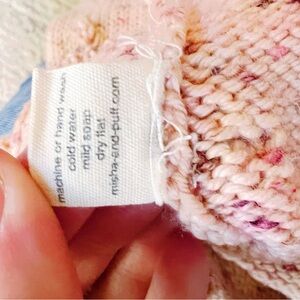 machine or hand wash
cold water
mild soap
dry flat
misha-and-puff.com